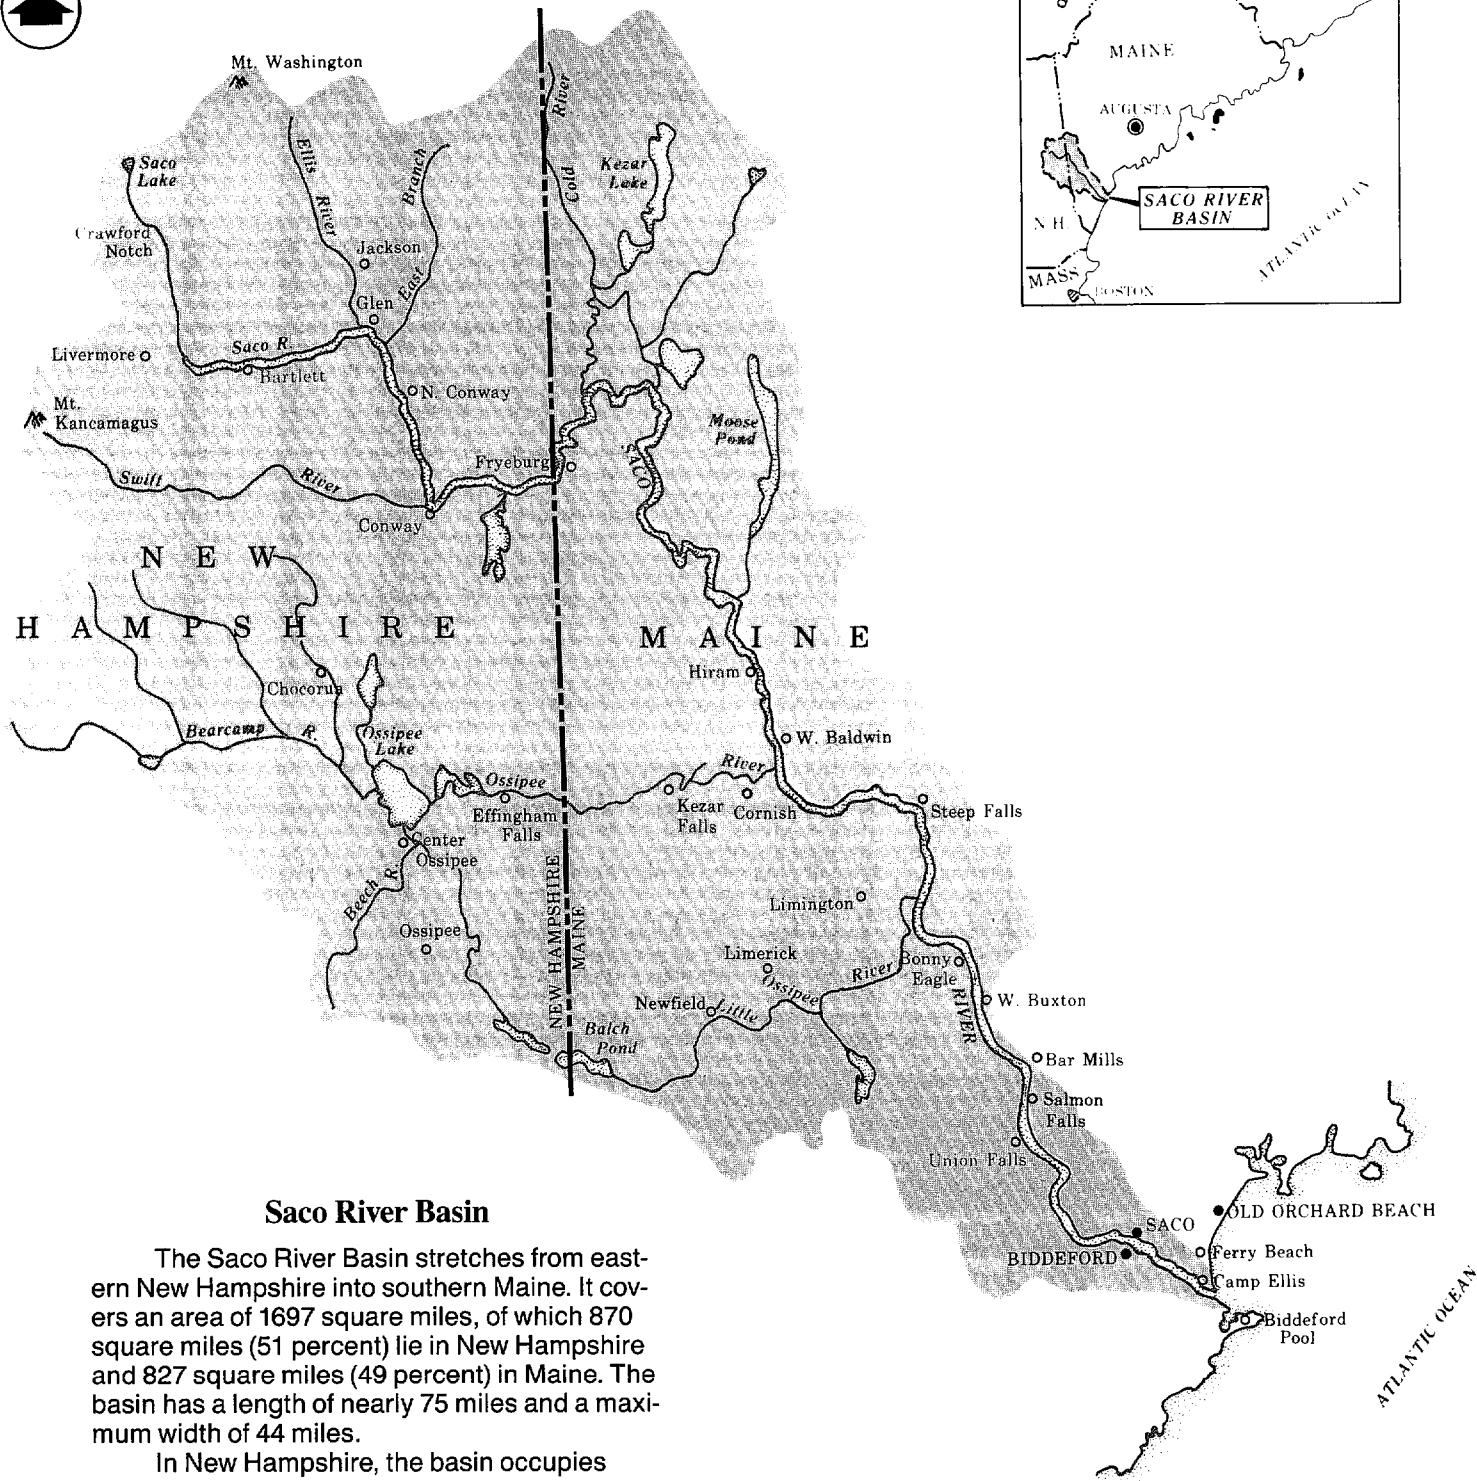 Mt. Washington
Saco
Lake
Crawford
Notch
Ellis
River
Branch
East
Jackson
Glen
River
Cold
Kezar
Lake
Livermore
Saco R.
Bartlett
N. Conway
Mt.
Kancamagus
Swift
River
Fryeburg
Conway
Moose
Pond
SACO
NEW
HAMPSHIRE
MAINE
Chocorua
Hiram
Bearcamp R.
Ossipee
Lake
W. Baldwin
Ossipee
River
Effingham
Falls
Kezar
Falls
Cornish
Steep Falls
Center
Ossipee
Beech R.
Ossipee
NEW HAMPSHIRE
MAINE
Limington
Limerick
Bonny
Eagle
RIVER
Newfield
Little
Ossipee
River
W. Buxton
Balch
Pond
Bar Mills
Salmon
Falls
Union Falls
OLD ORCHARD BEACH
SACO
BIDDEFORD
Ferry Beach
Camp Ellis
Biddeford
Pool
ATLANTIC OCEAN
MAINE
AUGUSTA
SACO RIVER
BASIN
N.H.
MASS
BOSTON
ATLANTIC OCEAN
Saco River Basin
The Saco River Basin stretches from east-
ern New Hampshire into southern Maine. It cov-
ers an area of 1697 square miles, of which 870
square miles (51 percent) lie in New Hampshire
and 827 square miles (49 percent) in Maine. The
basin has a length of nearly 75 miles and a maxi-
mum width of 44 miles.
In New Hampshire, the basin occupies